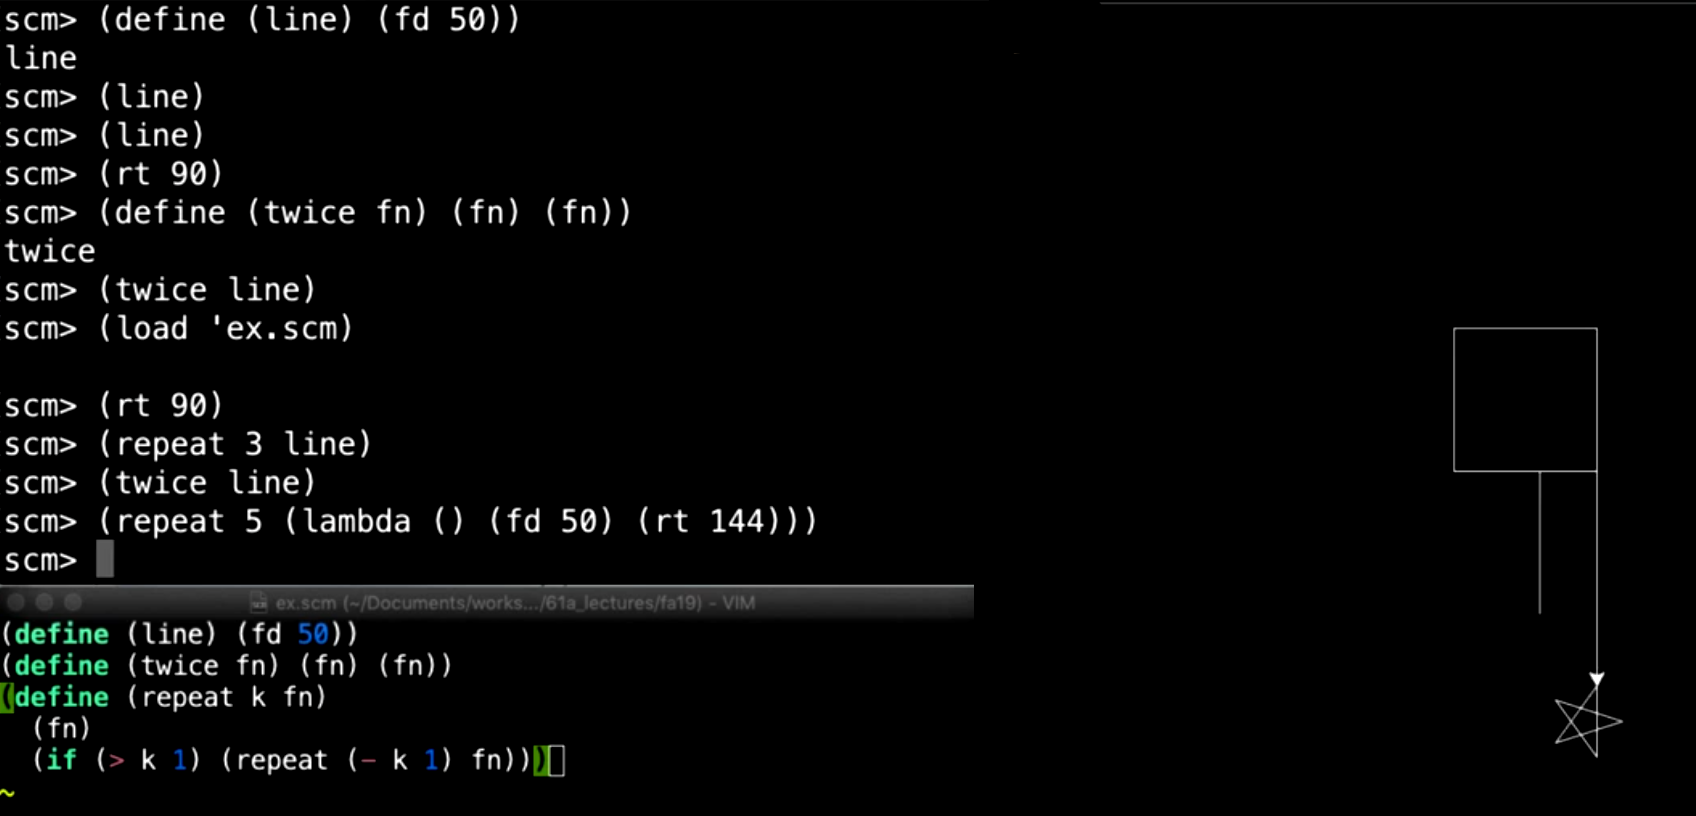 scm> (define (line) (fd 50))
line
scm> (line)
scm> (line)
scm> (rt 90)
scm> (define (twice fn) (fn) (fn))
twice
scm> (twice line)
scm> (load 'ex.scm)
scm> (rt 90)
scm> (repeat 3 line)
scm> (twice line)
scm> (repeat 5 (lambda () (fd 50) (rt 144)))
scm>
ex.scm (~/Documents/works.../61a_lectures/fa19) - VIM
(define (line) (fd 50))
(define (twice fn) (fn) (fn))
(define (repeat k fn)
(fn)
(if (> k 1) (repeat (- k 1) fn)))
~